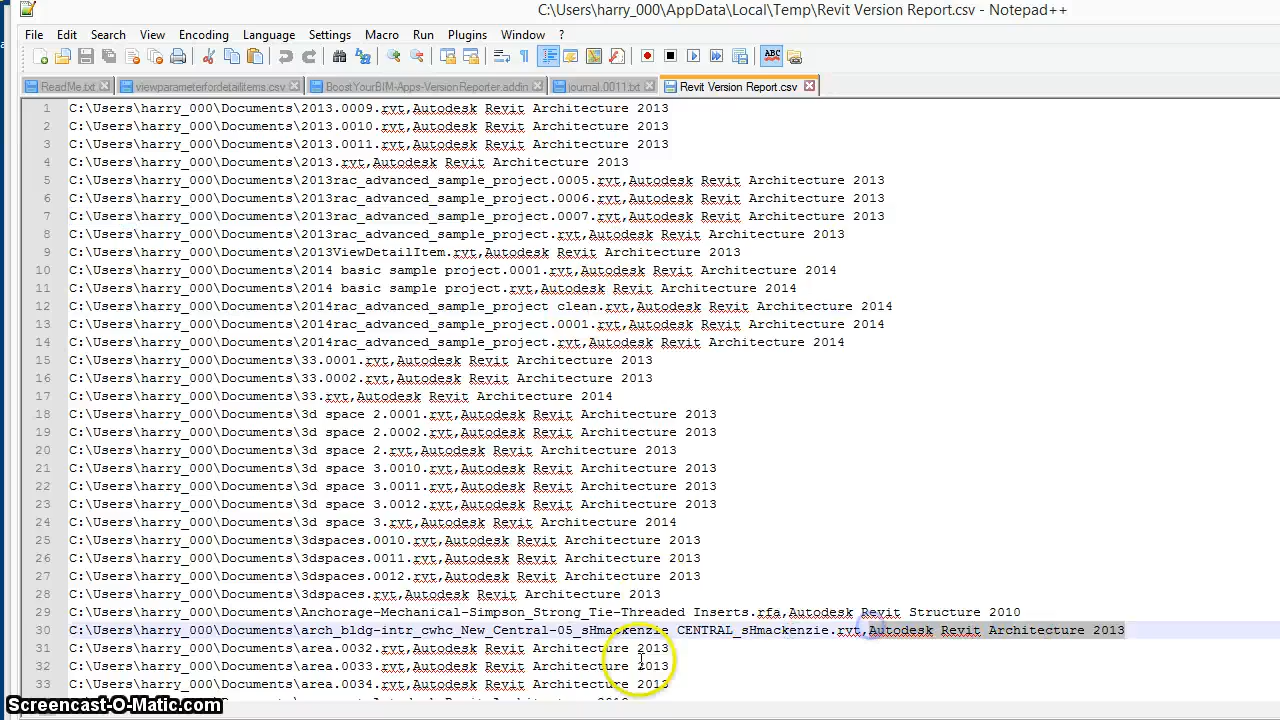 C:\Users\harry_000\AppData\Local\Temp\Revit Version Report.csv - Notepad++
File Edit Search View Encoding Language Settings Macro Run Plugins Window ?
ABC
ReadMe.txt viewparameterfordetailitems.csv BoostYourBIM-Apps-VersionReporter.addin journal.0011.txt Revit Version Report.csv
1 C:\Users\harry_000\Documents\2013.0009.rvt,Autodesk Revit Architecture 2013
2 C:\Users\harry_000\Documents\2013.0010.rvt,Autodesk Revit Architecture 2013
3 C:\Users\harry_000\Documents\2013.0011.rvt,Autodesk Revit Architecture 2013
4 C:\Users\harry_000\Documents\2013.rvt,Autodesk Revit Architecture 2013
5 C:\Users\harry_000\Documents\2013rac_advanced_sample_project.0005.rvt,Autodesk Revit Architecture 2013
6 C:\Users\harry_000\Documents\2013rac_advanced_sample_project.0006.rvt,Autodesk Revit Architecture 2013
7 C:\Users\harry_000\Documents\2013rac_advanced_sample_project.0007.rvt,Autodesk Revit Architecture 2013
8 C:\Users\harry_000\Documents\2013rac_advanced_sample_project.rvt,Autodesk Revit Architecture 2013
9 C:\Users\harry_000\Documents\2013ViewDetailItem.rvt,Autodesk Revit Architecture 2013
10 C:\Users\harry_000\Documents\2014 basic sample project.0001.rvt,Autodesk Revit Architecture 2014
11 C:\Users\harry_000\Documents\2014 basic sample project.rvt,Autodesk Revit Architecture 2014
12 C:\Users\harry_000\Documents\2014rac_advanced_sample_project clean.rvt,Autodesk Revit Architecture 2014
13 C:\Users\harry_000\Documents\2014rac_advanced_sample_project.0001.rvt,Autodesk Revit Architecture 2014
14 C:\Users\harry_000\Documents\2014rac_advanced_sample_project.rvt,Autodesk Revit Architecture 2014
15 C:\Users\harry_000\Documents\33.0001.rvt,Autodesk Revit Architecture 2013
16 C:\Users\harry_000\Documents\33.0002.rvt,Autodesk Revit Architecture 2013
17 C:\Users\harry_000\Documents\33.rvt,Autodesk Revit Architecture 2014
18 C:\Users\harry_000\Documents\3d space 2.0001.rvt,Autodesk Revit Architecture 2013
19 C:\Users\harry_000\Documents\3d space 2.0002.rvt,Autodesk Revit Architecture 2013
20 C:\Users\harry_000\Documents\3d space 2.rvt,Autodesk Revit Architecture 2013
21 C:\Users\harry_000\Documents\3d space 3.0010.rvt,Autodesk Revit Architecture 2013
22 C:\Users\harry_000\Documents\3d space 3.0011.rvt,Autodesk Revit Architecture 2013
23 C:\Users\harry_000\Documents\3d space 3.0012.rvt,Autodesk Revit Architecture 2013
24 C:\Users\harry_000\Documents\3d space 3.rvt,Autodesk Revit Architecture 2014
25 C:\Users\harry_000\Documents\3dspaces.0010.rvt,Autodesk Revit Architecture 2013
26 C:\Users\harry_000\Documents\3dspaces.0011.rvt,Autodesk Revit Architecture 2013
27 C:\Users\harry_000\Documents\3dspaces.0012.rvt,Autodesk Revit Architecture 2013
28 C:\Users\harry_000\Documents\3dspaces.rvt,Autodesk Revit Architecture 2013
29 C:\Users\harry_000\Documents\Anchorage-Mechanical-Simpson_Strong_Tie-Threaded Inserts.rfa,Autodesk Revit Structure 2010
30 C:\Users\harry_000\Documents\arch_bldg-intr_cwhc_New_Central-05_sHmackenzie CENTRAL_sHmackenzie.rvt,Autodesk Revit Architecture 2013
31 C:\Users\harry_000\Documents\area.0032.rvt,Autodesk Revit Architecture 2013
32 C:\Users\harry_000\Documents\area.0033.rvt,Autodesk Revit Architecture 2013
33 C:\Users\harry_000\Documents\area.0034.rvt,Autodesk Revit Architecture 2013
Screencast-O-Matic.com